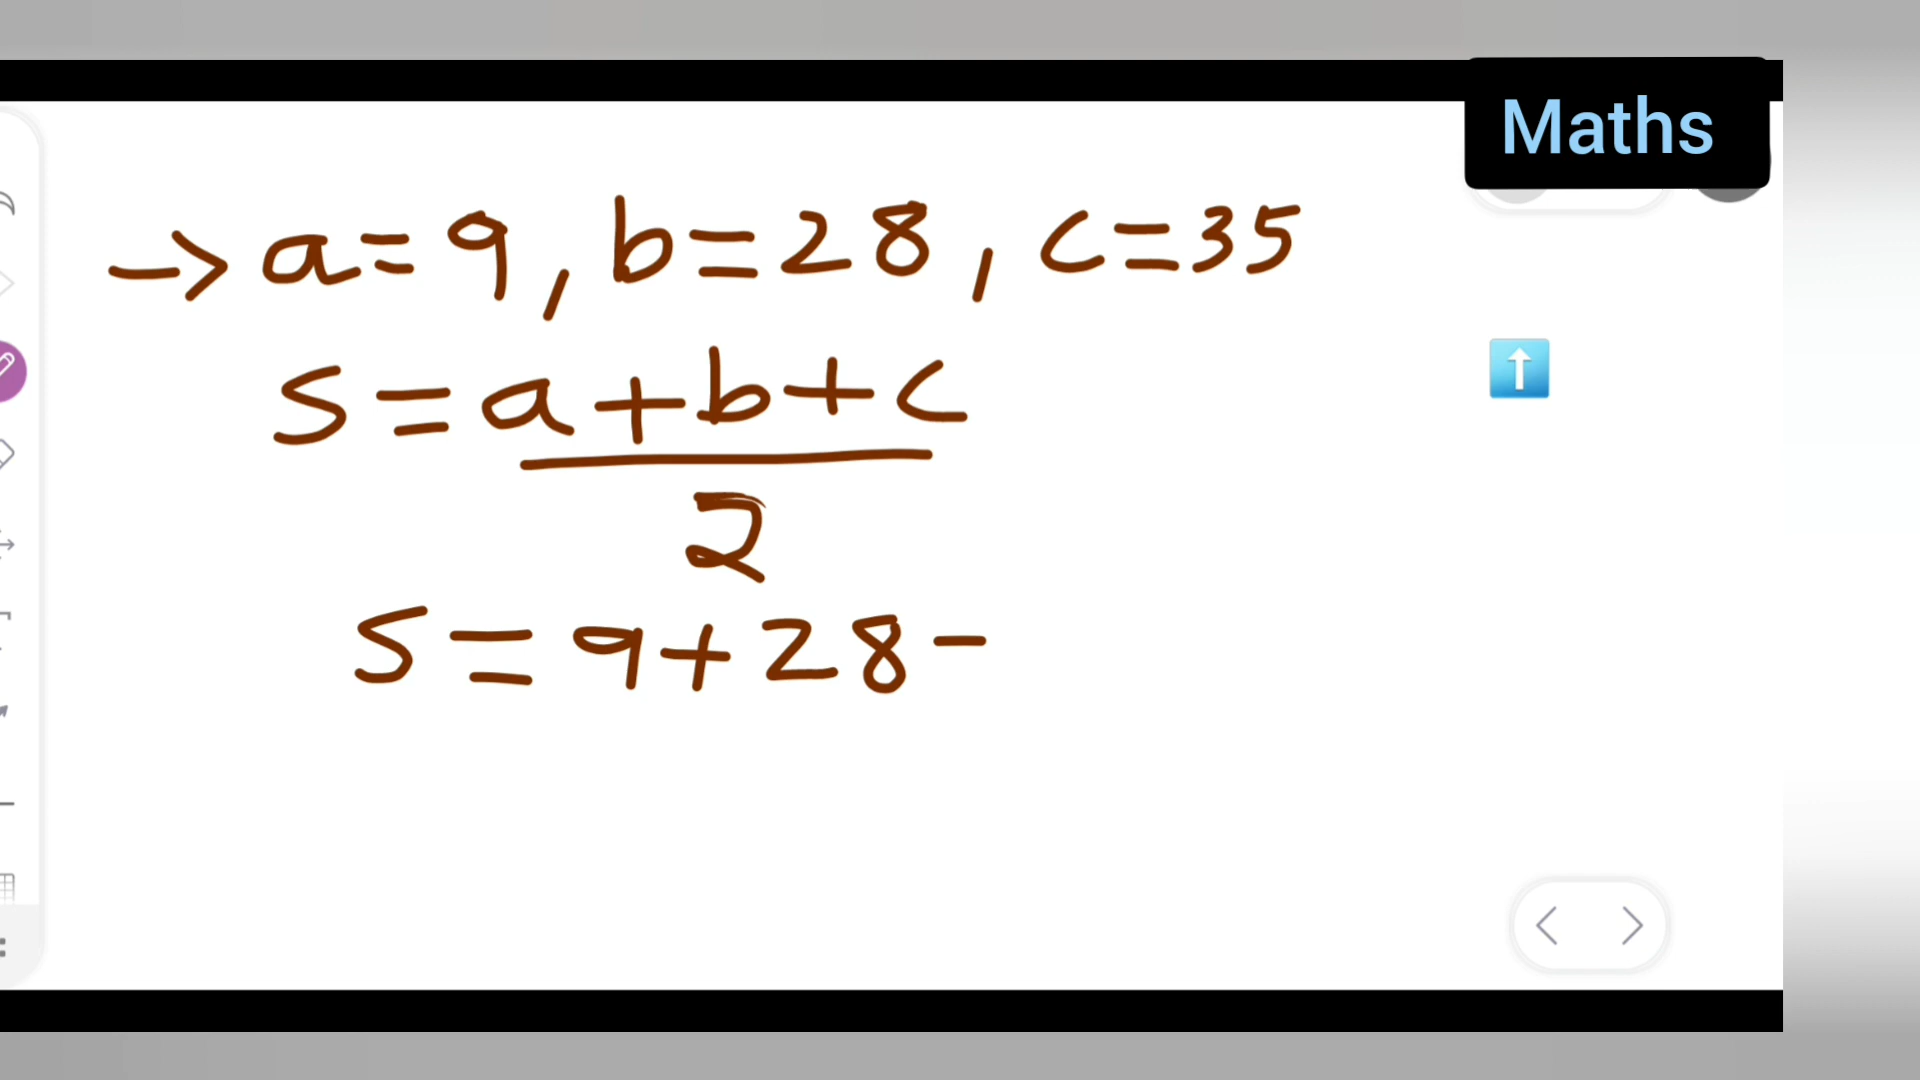 Maths
→ a = 9, b = 28, c = 35
S = a + b + c
2
S = 9 + 28 -